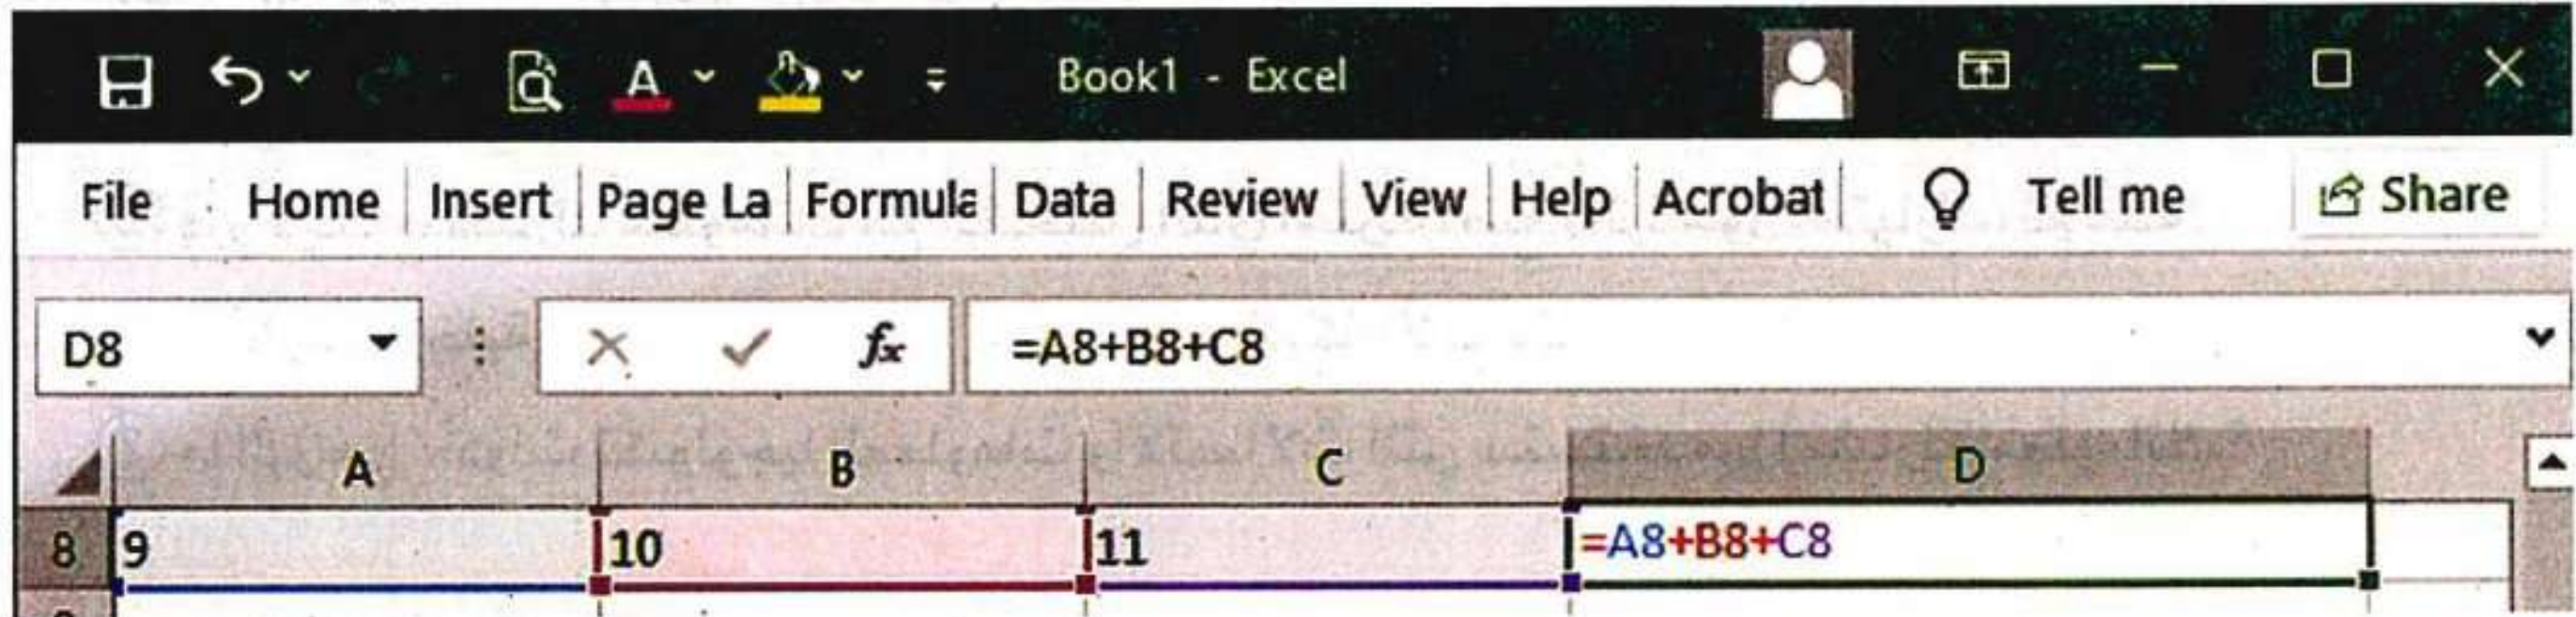 A Book1 - Excel
File Home Insert Page La Formula Data Review View Help Acrobat Tell me Share
D8 fx =A8+B8+C8
A B C D
8 9 10 11 =A8+B8+C8